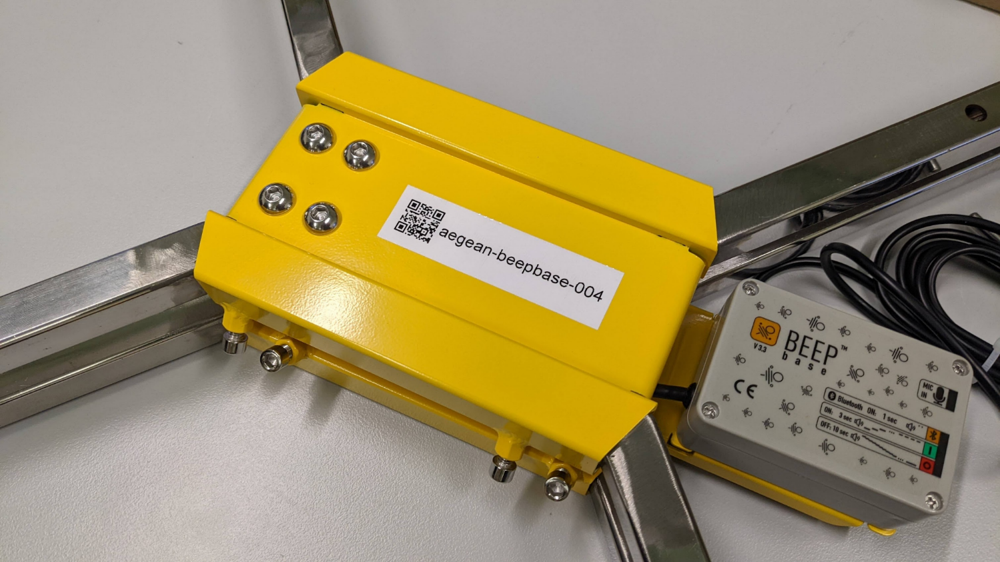 aegean-beepbase-004
V 3.3
BEEP™
base
CE
MIC
IN
Bluetooth ON: 1 sec
ON: 3 sec
OFF: 10 sec